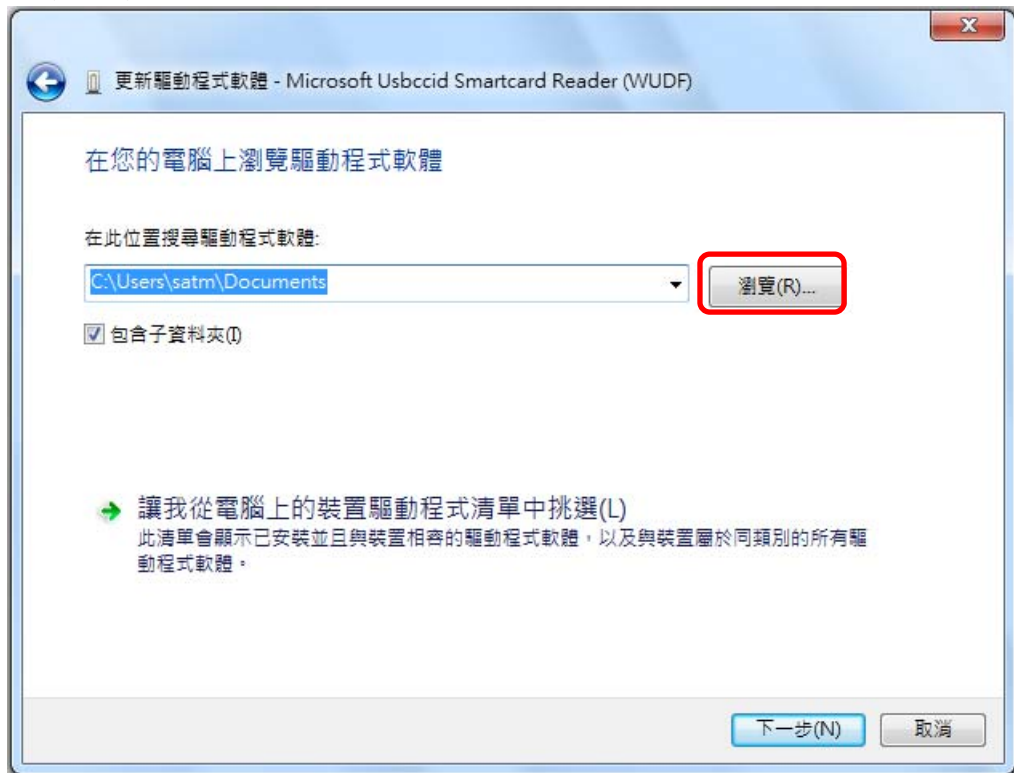 更新驅動程式軟體 - Microsoft Usbccid Smartcard Reader (WUDF)
在您的電腦上瀏覽驅動程式軟體
在此位置搜尋驅動程式軟體:
C:\Users\satm\Documents
瀏覽(R)...
包含子資料夾(I)
讓我從電腦上的裝置驅動程式清單中挑選(L)
此清單會顯示已安裝並且與裝置相容的驅動程式軟體，以及與裝置屬於同類別的所有驅
動程式軟體。
下一步(N)
取消